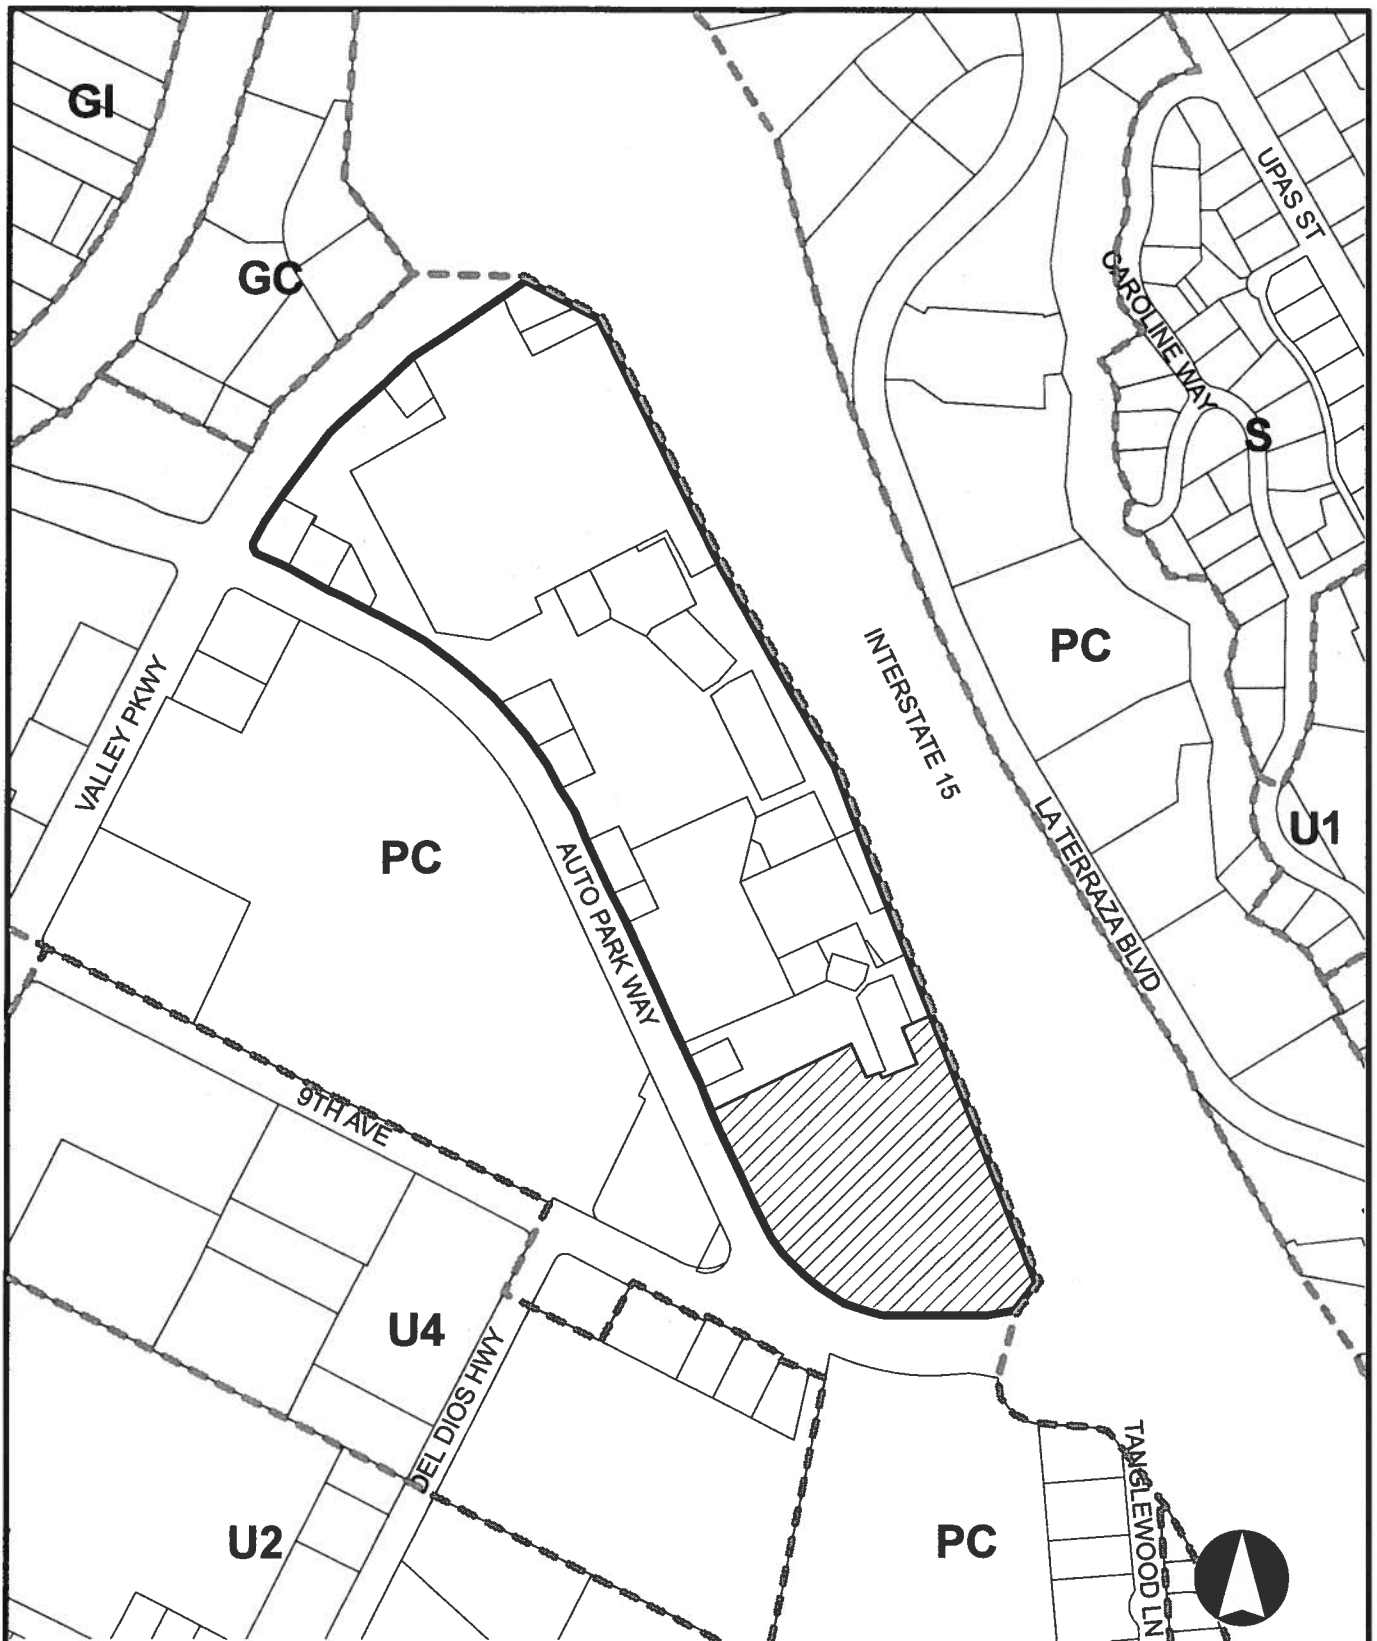 GI
UPAS ST
GC
CAROLINE WAY
S
PC
INTERSTATE 15
VALLEY PKWY
U1
LA TERRAZA BLVD
PC
AUTO PARK WAY
9TH AVE
U4
DEL DIOS HWY
TANGLEWOOD LN
U2
PC